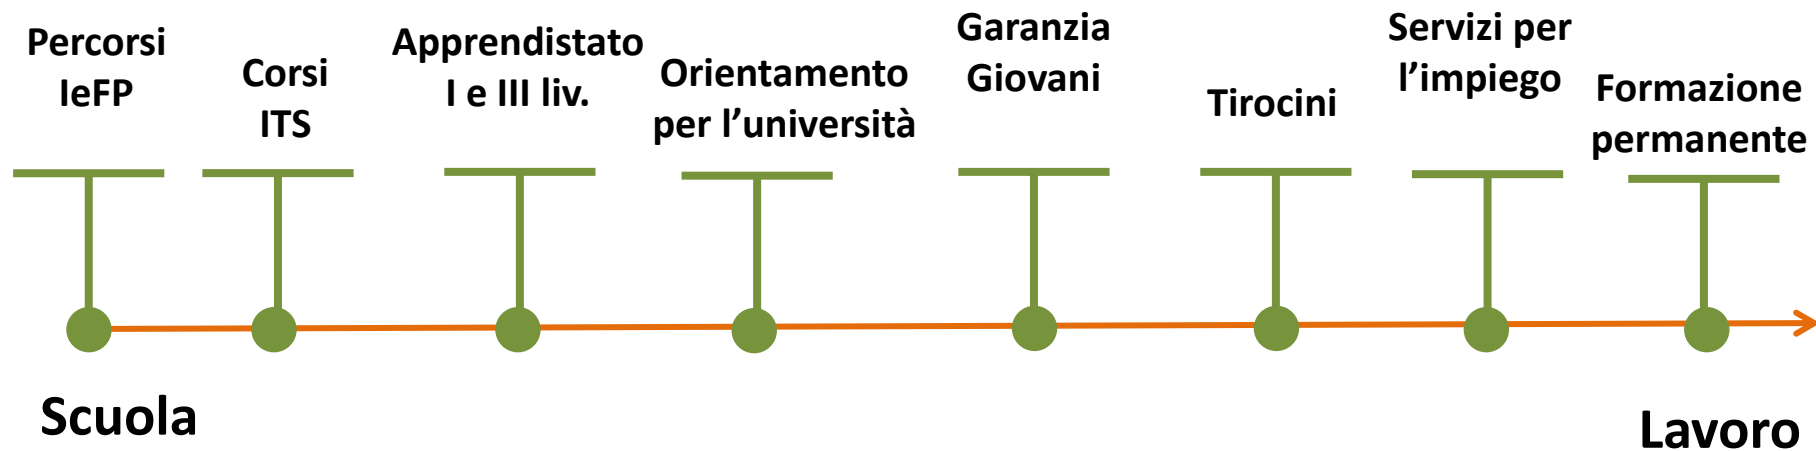 Percorsi
IeFP
Corsi
ITS
Apprendistato
I e III liv.
Orientamento
per l’università
Garanzia
Giovani
Tirocini
Servizi per
l’impiego
Formazione
permanente
Scuola
Lavoro